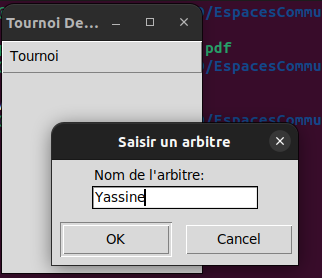 Tournoi De...
/EspacesCommu
Tournoi
pdf
/EspacesCommu
Saisir un arbitre
Nom de l'arbitre:
Yassine
OK
Cancel